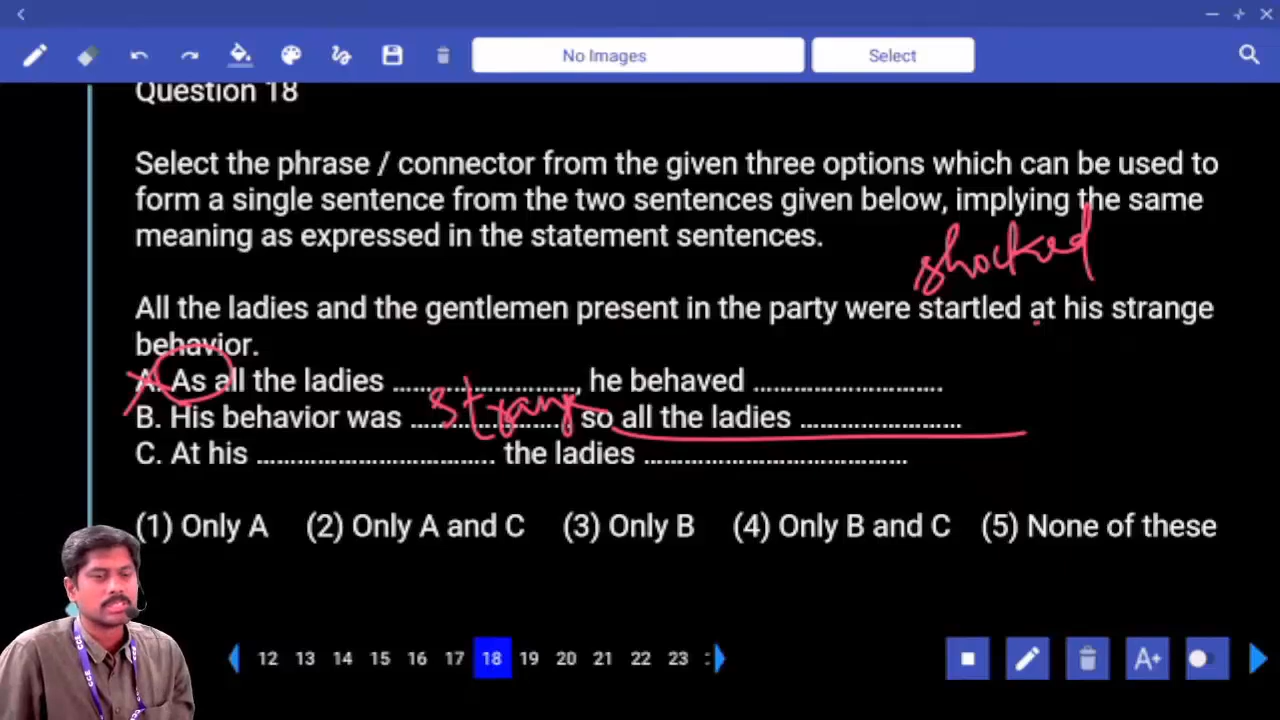 No Images
Select
Question 18
Select the phrase / connector from the given three options which can be used to
form a single sentence from the two sentences given below, implying the same
meaning as expressed in the statement sentences.
shocked
All the ladies and the gentlemen present in the party were startled at his strange
behavior.
A. As all the ladies ............................, he behaved ............................
B. His behavior was ............................ so all the ladies ........................
strang
C. At his .................................. the ladies .......................................
(1) Only A (2) Only A and C (3) Only B (4) Only B and C (5) None of these
12 13 14 15 16 17 18 19 20 21 22 23
A+